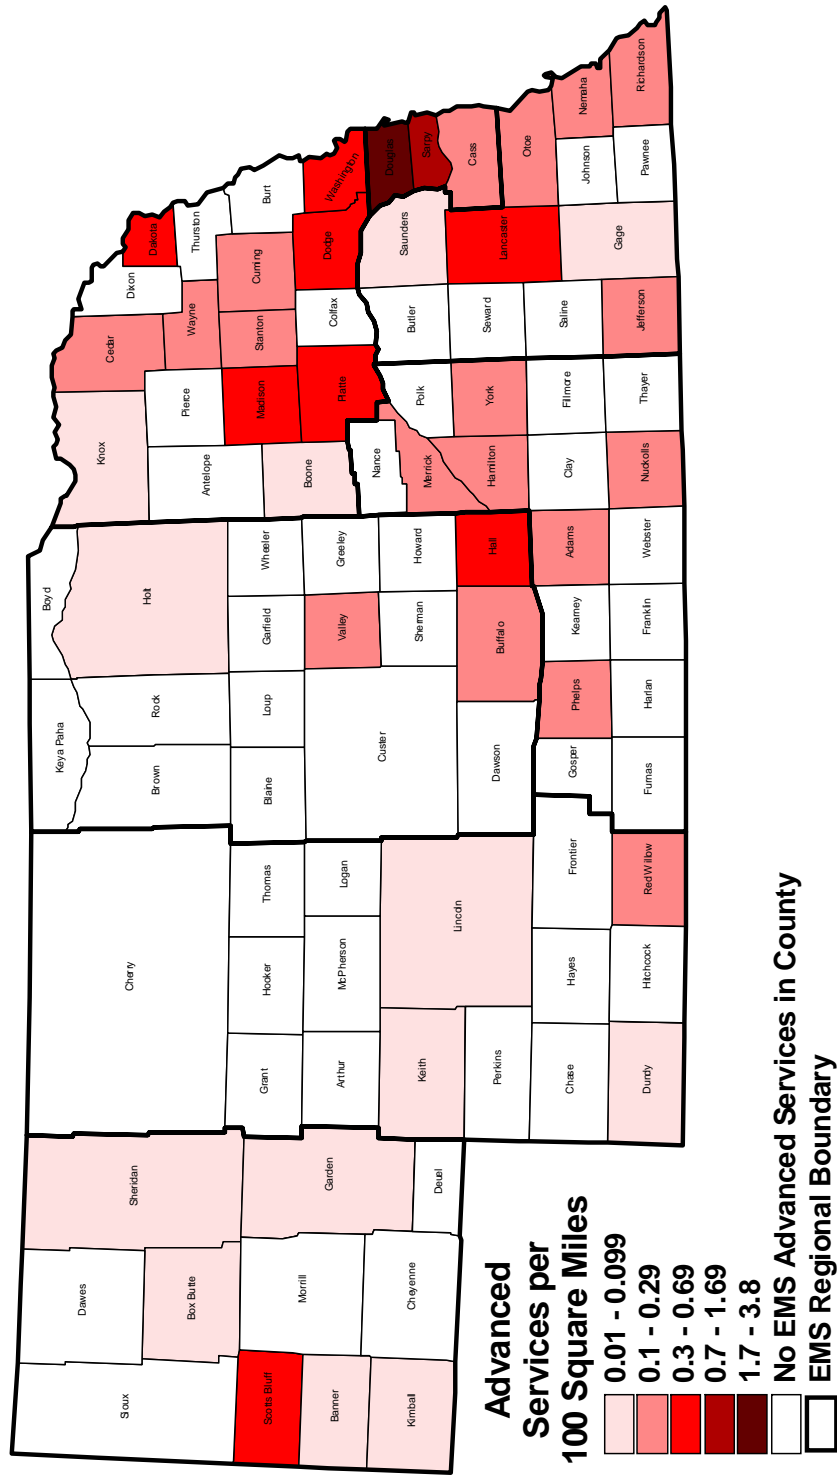 Sioux
Dawes
Sheridan
Cherry
Keya Paha
Boyd
Knox
Cedar
Dixon
Dakota
Box Butte
Brown
Rock
Holt
Antelope
Pierce
Wayne
Thurston
Scotts Bluff
Morrill
Garden
Grant
Hooker
Thomas
Blaine
Loup
Garfield
Wheeler
Boone
Madison
Stanton
Cuming
Burt
Banner
Arthur
McPherson
Logan
Custer
Valley
Greeley
Platte
Colfax
Dodge
Washington
Kimball
Cheyenne
Deuel
Keith
Lincoln
Sherman
Howard
Nance
Merrick
Polk
Butler
Saunders
Douglas
Sarpy
Perkins
Dawson
Buffalo
Hall
Hamilton
York
Seward
Lancaster
Cass
Chase
Hayes
Frontier
Gosper
Phelps
Kearney
Adams
Clay
Fillmore
Saline
Otoe
Johnson
Nemaha
Dundy
Hitchcock
Red Willow
Furnas
Harlan
Franklin
Webster
Nuckolls
Thayer
Jefferson
Gage
Pawnee
Richardson
Advanced
Services per
100 Square Miles
0.01 - 0.099
0.1 - 0.29
0.3 - 0.69
0.7 - 1.69
1.7 - 3.8
No EMS Advanced Services in County
EMS Regional Boundary